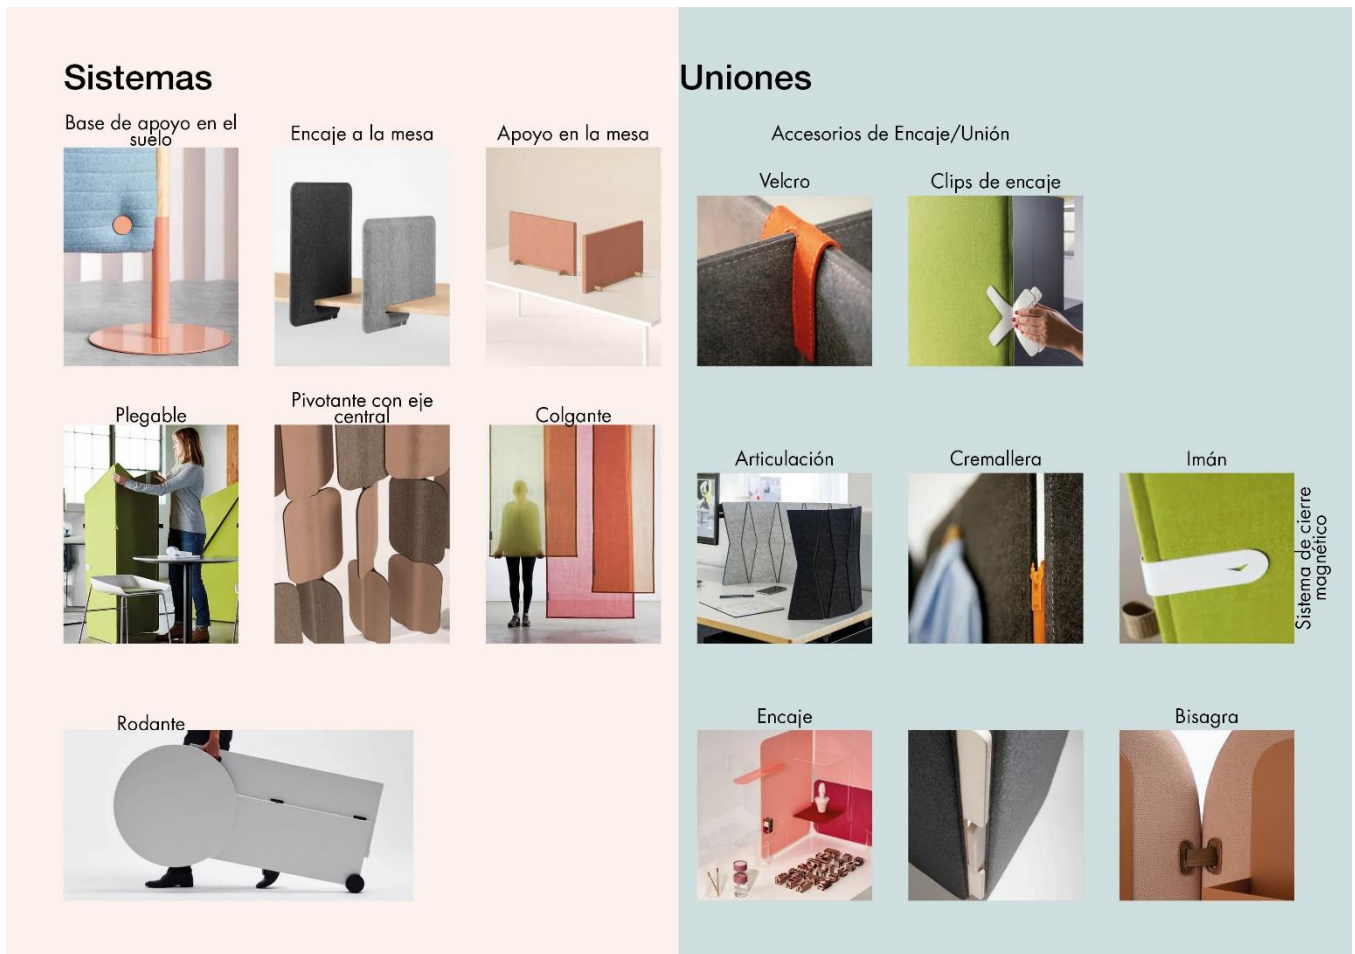 Sistemas
Base de apoyo en el
suelo
Encaje a la mesa
Apoyo en la mesa
Plegable
Pivotante con eje
central
Colgante
Rodante
Uniones
Accesorios de Encaje/Unión
Velcro
Clips de encaje
Articulación
Cremallera
Imán
Sistema de cierre
magnético
Encaje
Bisagra